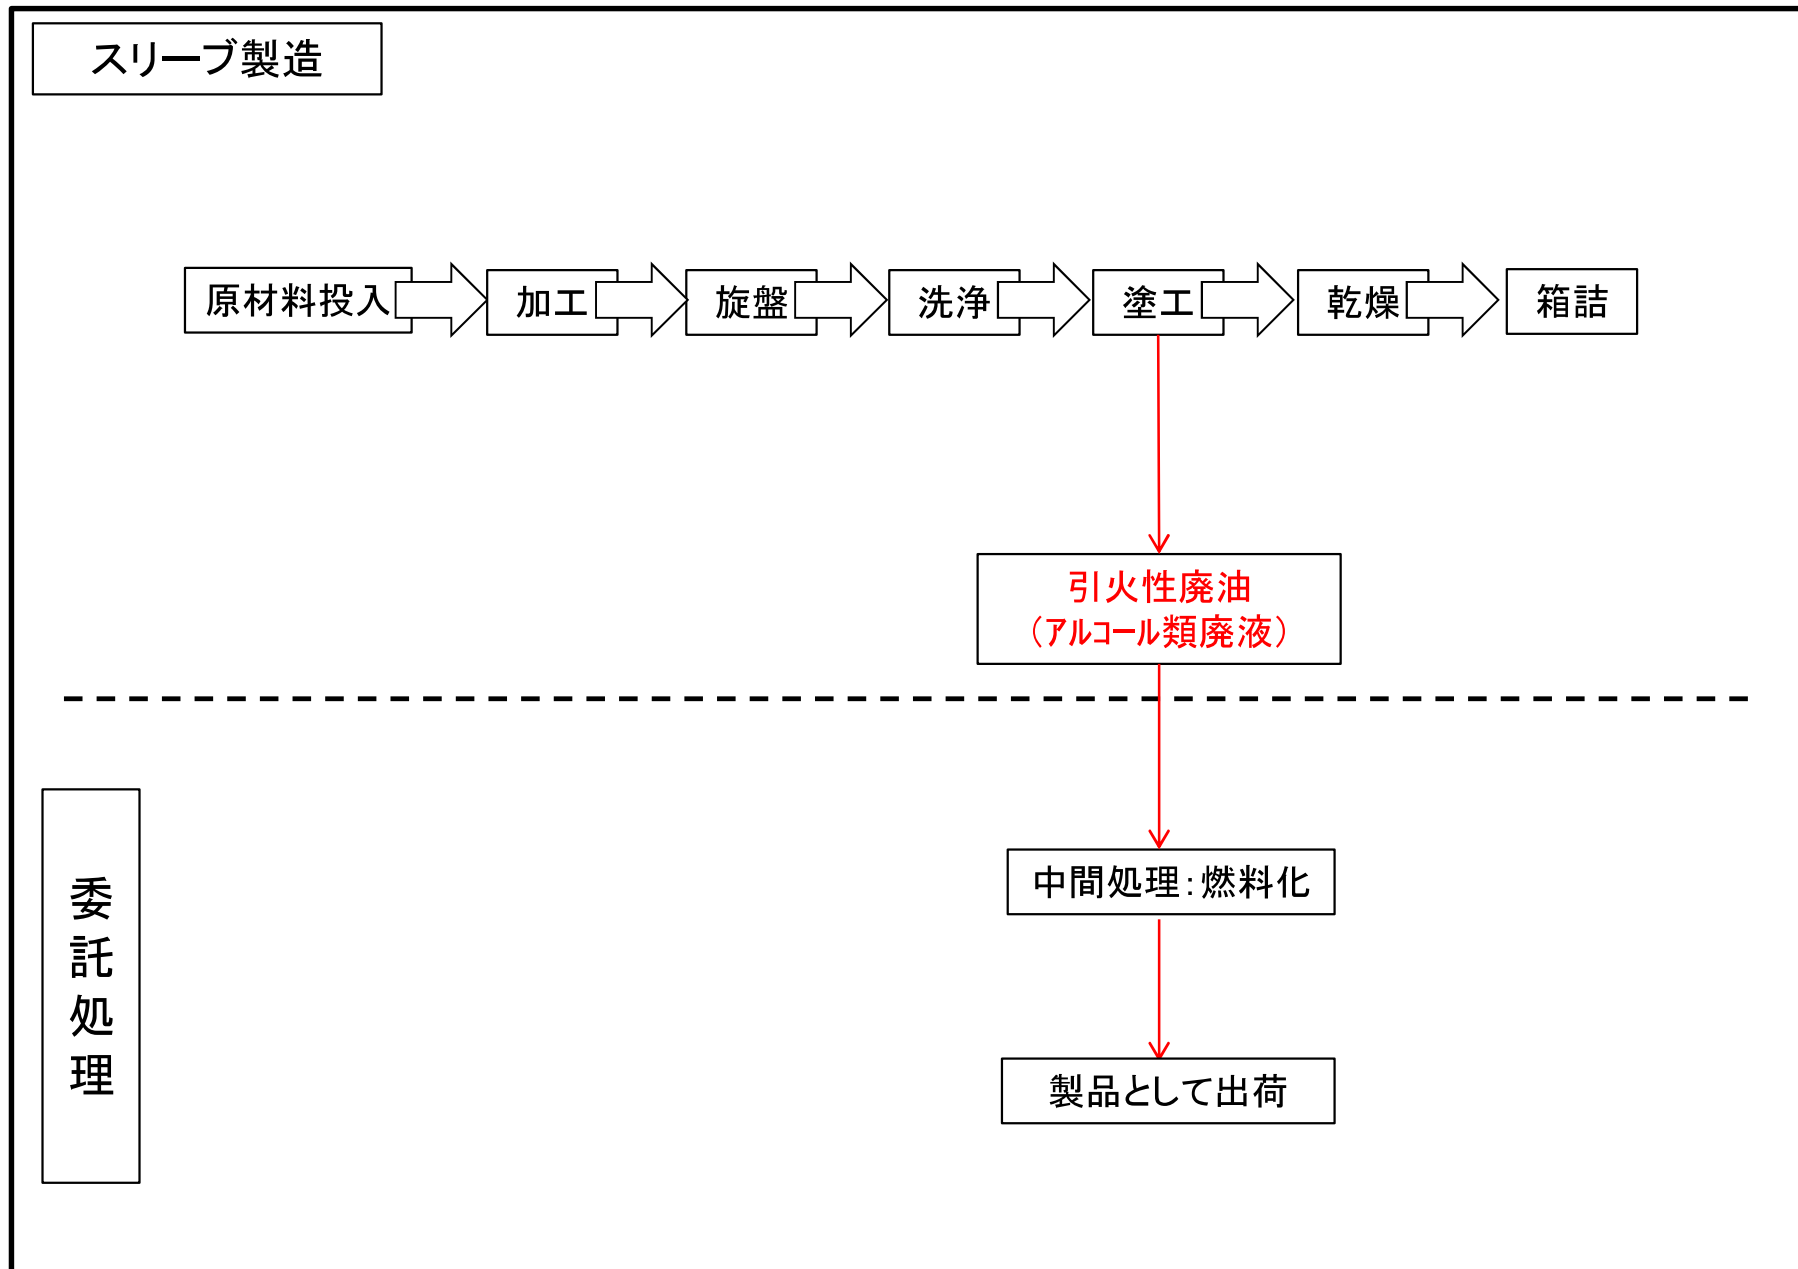 スリーブ製造
原材料投入
加工
旋盤
洗浄
塗工
乾燥
箱詰
引火性廃油
（アルコール類廃液）
中間処理：燃料化
製品として出荷
委託処理